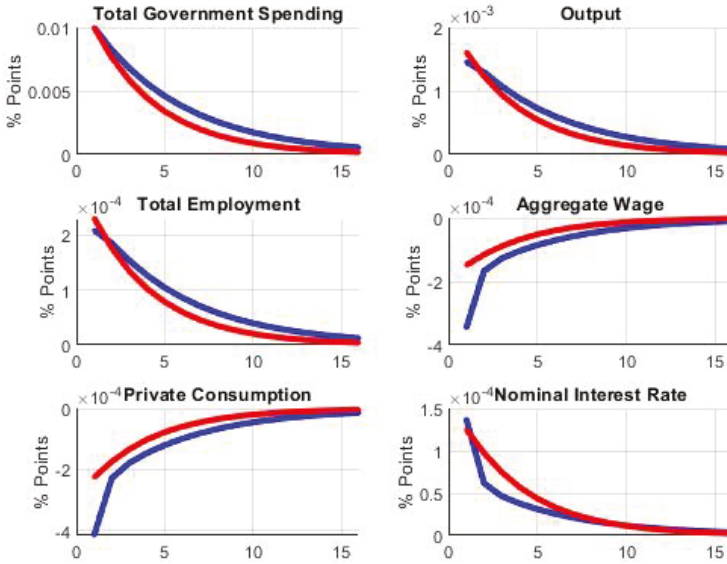 Total Government Spending
0.01
0.005
0
% Points
0 5 10 15
×10⁻³ Output
2
1
0
% Points
0 5 10 15
×10⁻⁴ Total Employment
2
1
0
% Points
0 5 10 15
×10⁻⁴ Aggregate Wage
0
-2
-4
% Points
0 5 10 15
×10⁻⁴ Private Consumption
0
-2
-4
% Points
0 5 10 15
×10⁻⁴ Nominal Interest Rate
1.5
1
0.5
0
% Points
0 5 10 15